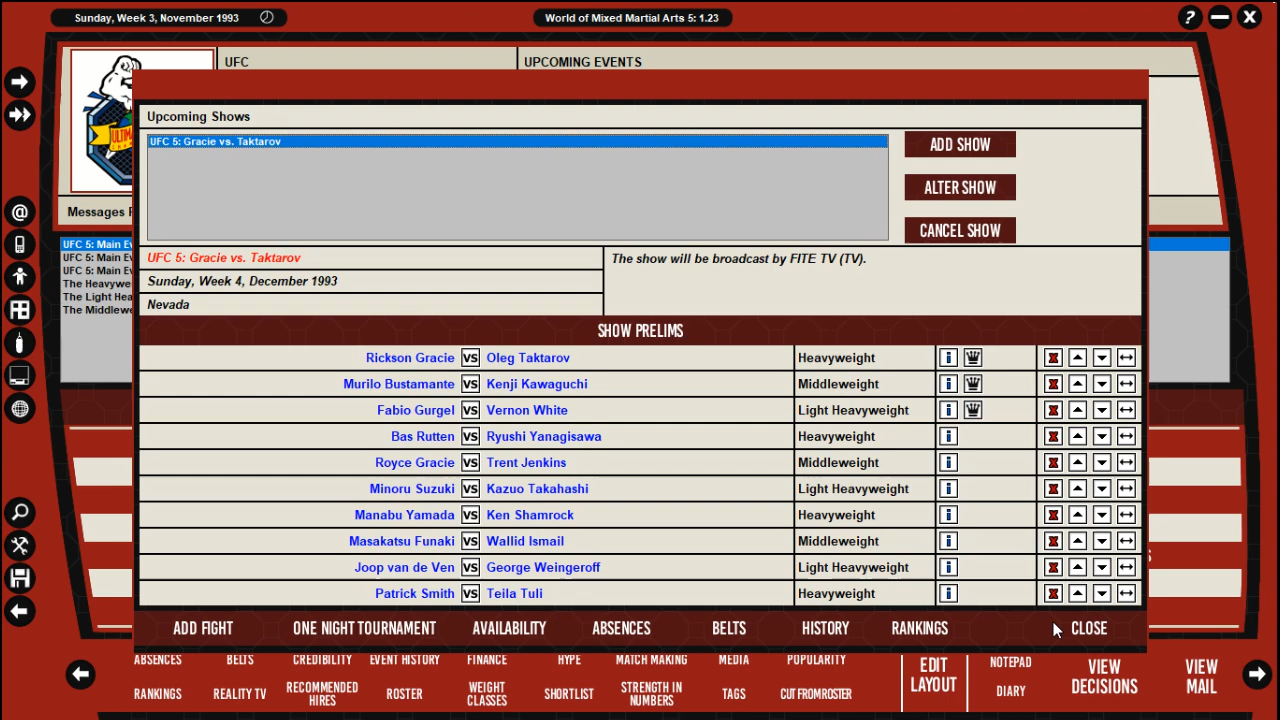 Sunday, Week 3, November 1993
World of Mixed Martial Arts 5: 1.23
UFC
UPCOMING EVENTS
Upcoming Shows
UFC 5: Gracie vs. Taktarov
ADD SHOW
ALTER SHOW
CANCEL SHOW
Messages
UFC 5: Main
UFC 5: Main
UFC 5: Main
The Heavywe
The Light Hea
The Middlew
UFC 5: Gracie vs. Taktarov
The show will be broadcast by FITE TV (TV).
Sunday, Week 4, December 1993
Nevada
SHOW PRELIMS
Rickson Gracie VS Oleg Taktarov Heavyweight
Murilo Bustamante VS Kenji Kawaguchi Middleweight
Fabio Gurgel VS Vernon White Light Heavyweight
Bas Rutten VS Ryushi Yanagisawa Heavyweight
Royce Gracie VS Trent Jenkins Middleweight
Minoru Suzuki VS Kazuo Takahashi Light Heavyweight
Manabu Yamada VS Ken Shamrock Heavyweight
Masakatsu Funaki VS Wallid Ismail Middleweight
Joop van de Ven VS George Weingeroff Light Heavyweight
Patrick Smith VS Teila Tuli Heavyweight
ADD FIGHT ONE NIGHT TOURNAMENT AVAILABILITY ABSENCES BELTS HISTORY RANKINGS CLOSE
ABSENCES BELTS CREDIBILITY EVENT HISTORY FINANCE HYPE MATCH MAKING MEDIA POPULARITY
RANKINGS REALITY TV RECOMMENDED HIRES ROSTER WEIGHT CLASSES SHORTLIST STRENGTH IN NUMBERS TAGS CUT FROM ROSTER
EDIT LAYOUT
NOTEPAD
DIARY
VIEW DECISIONS
VIEW MAIL